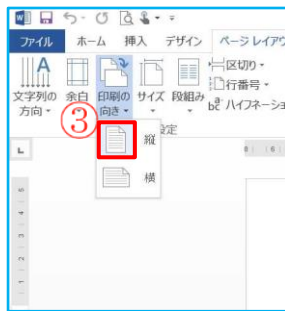 ファイル ホーム 挿入 デザイン ページ レイアウ
文字列の方向 余白 印刷の向き サイズ 段組み 区切り
行番号
ハイフネーショ
③ 縦
設定
横
8 6